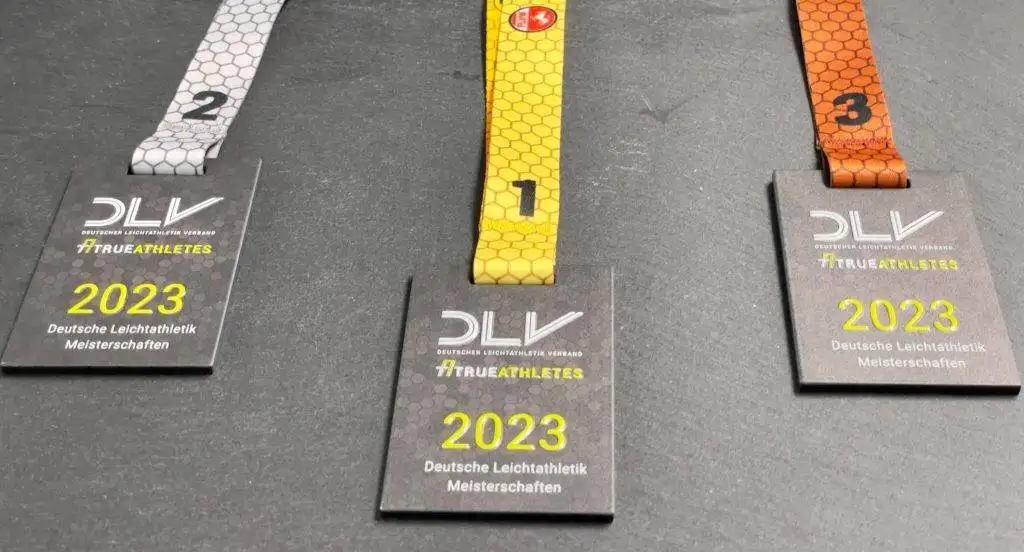 2
DLV
DEUTSCHER LEICHTATHLETIK VERBAND
TRUEATHLETES
2023
Deutsche Leichtathletik
Meisterschaften
1
DLV
DEUTSCHER LEICHTATHLETIK VERBAND
TRUEATHLETES
2023
Deutsche Leichtathletik
Meisterschaften
3
DLV
DEUTSCHER LEICHTATHLETIK VERBAND
TRUEATHLETES
2023
Deutsche Leichtathletik
Meisterschaften